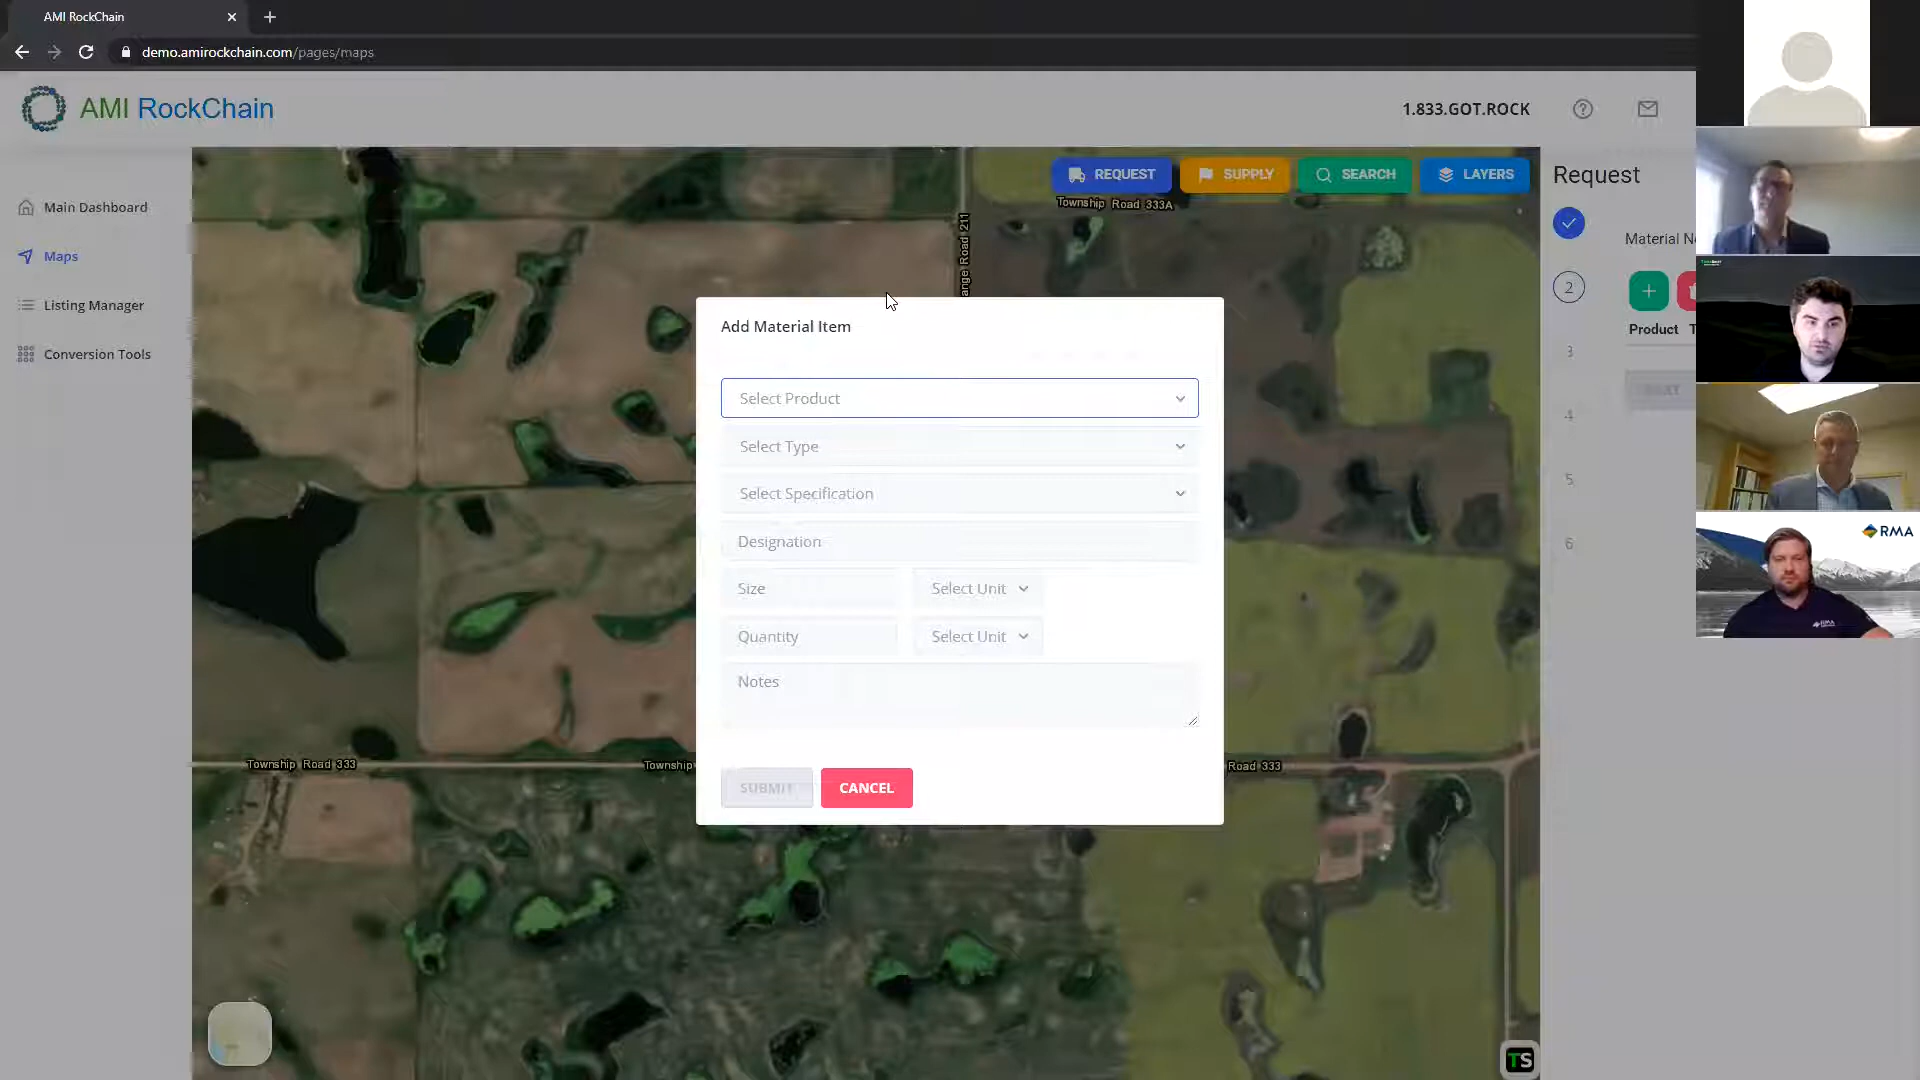 AMI RockChain
demo.amirockchain.com/pages/maps
AMI RockChain
1.833.GOT.ROCK
Main Dashboard
Maps
Listing Manager
Conversion Tools
REQUEST
SUPPLY
SEARCH
LAYERS
Township Road 333A
Range Road 211
Township Road 333
Township
Road 333
Add Material Item
Select Product
Select Type
Select Specification
Designation
Size
Select Unit
Quantity
Select Unit
Notes
SUBMIT
CANCEL
Request
Material N
2
+
Product T
3
NEXT
4
5
6
RMA
RMA
TS